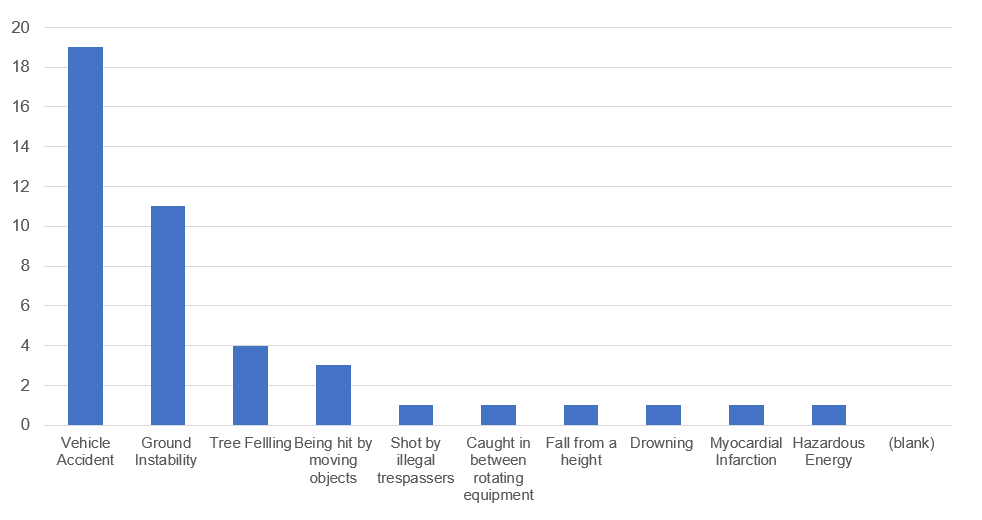 20
18
16
14
12
10
8
6
4
2
0
Vehicle
Accident
Ground
Instability
Tree Fellling
Being hit by
moving
objects
Shot by
illegal
trespassers
Caught in
between
rotating
equipment
Fall from a
height
Drowning
Myocardial
Infarction
Hazardous
Energy
(blank)